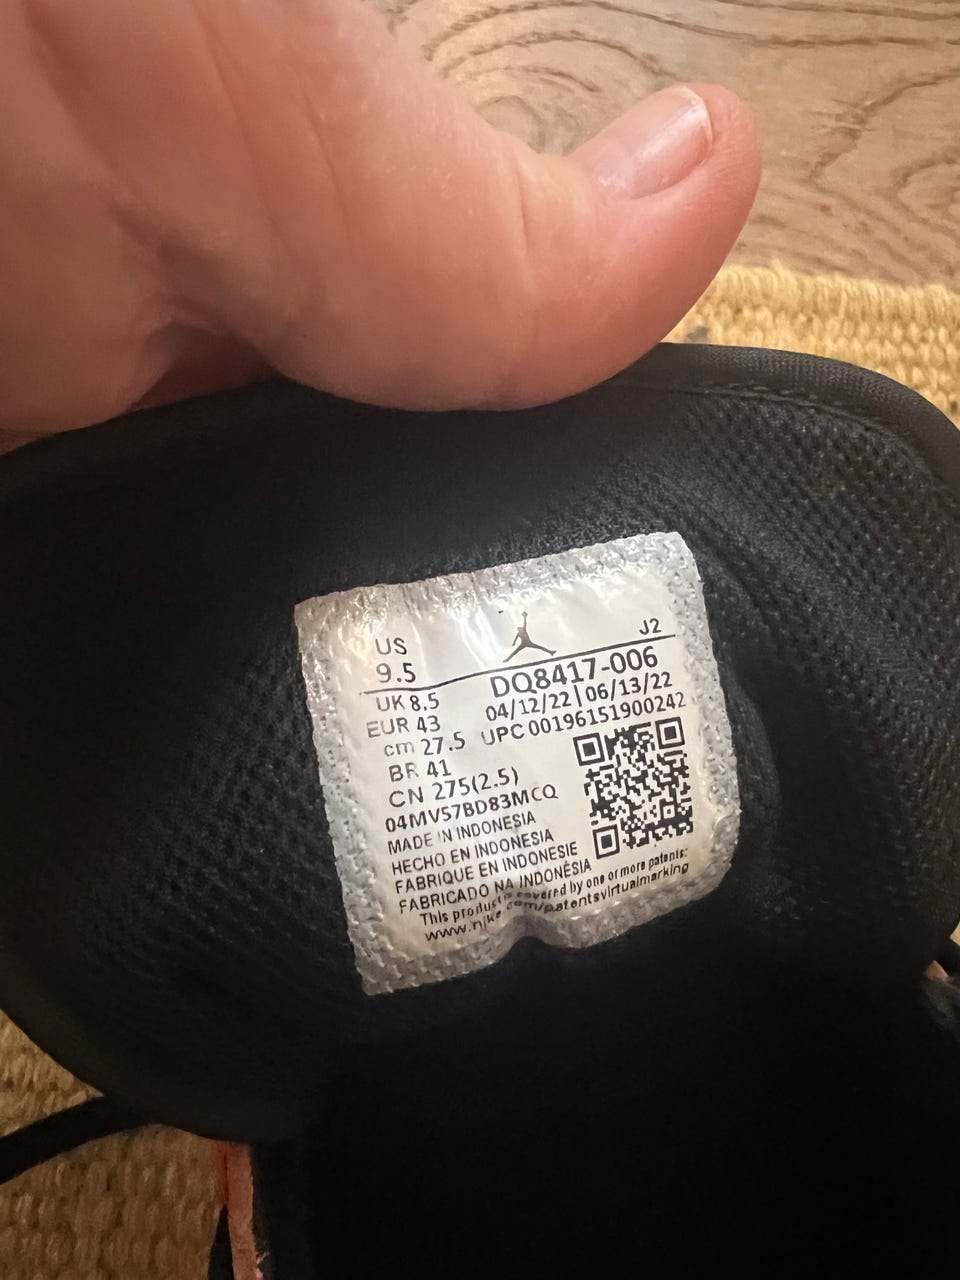 US
9.5
J2
UK 8.5
DQ8417-006
EUR 43
04/12/22|06/13/22
cm 27.5
UPC 00196151900242
BR 41
CN 275(2.5)
04MV57BD83MCQ
MADE IN INDONESIA
HECHO EN INDONESIA
FABRIQUE EN INDONESIE
FABRICADO NA INDONÉSIA
This product is covered by one or more patents:
www.nike.com/patentsvirtualmarking